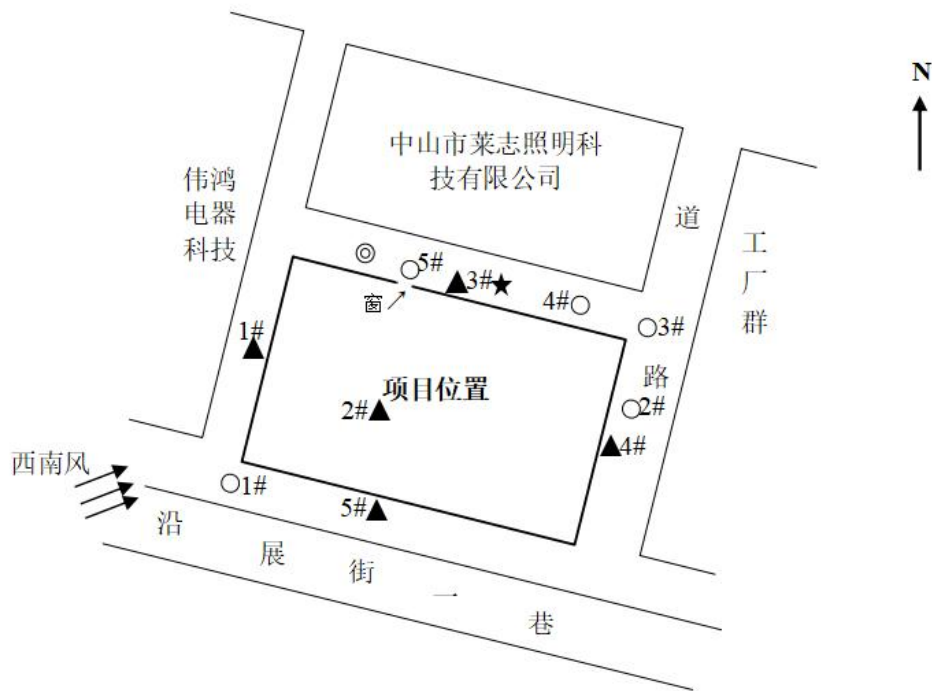 N
中山市莱志照明科
技有限公司
伟鸿
电器
科技
道
路
工
厂
群
5#
3#
窗
4#
3#
1#
项目位置
2#
2#
4#
西南风
1#
5#
沿
展
街
一
巷